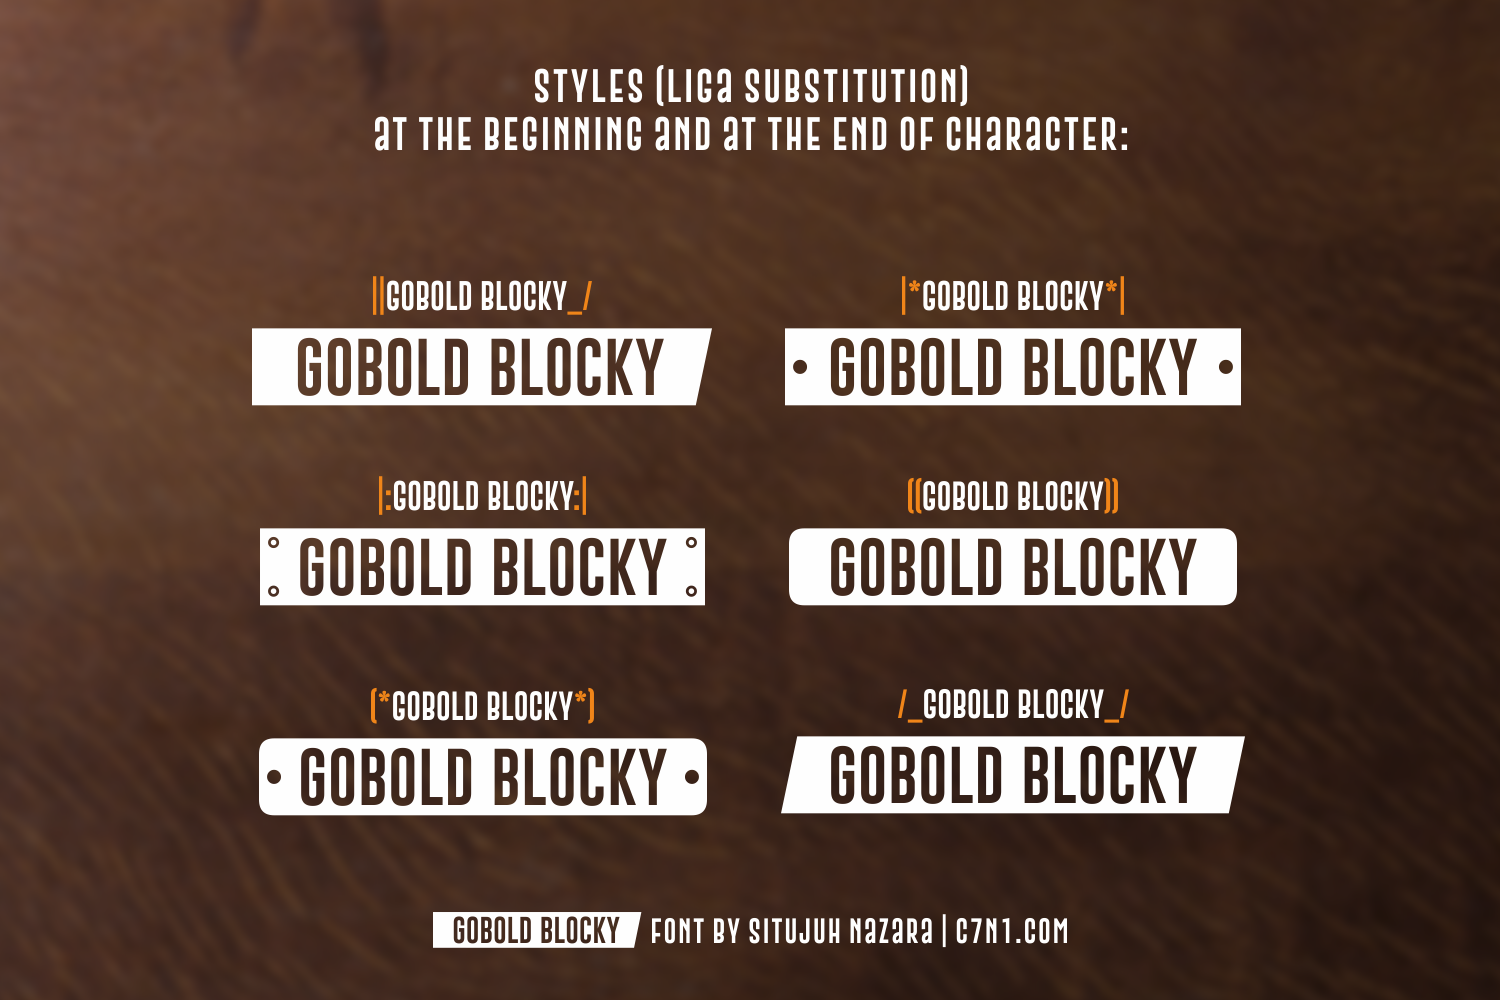 STYLES (LIGa SUBSTITUTION)
aT THE BEGINNING aND aT THE END OF CHaRaCTER:
||GOBOLD BLOCKY_/
GOBOLD BLOCKY
|*GOBOLD BLOCKY*|
GOBOLD BLOCKY
|:GOBOLD BLOCKY:|
GOBOLD BLOCKY
((GOBOLD BLOCKY))
GOBOLD BLOCKY
(*GOBOLD BLOCKY*)
GOBOLD BLOCKY
/_GOBOLD BLOCKY_/
GOBOLD BLOCKY
GOBOLD BLOCKY FONT BY SITUJUH NaZaRa | C7N1.COM